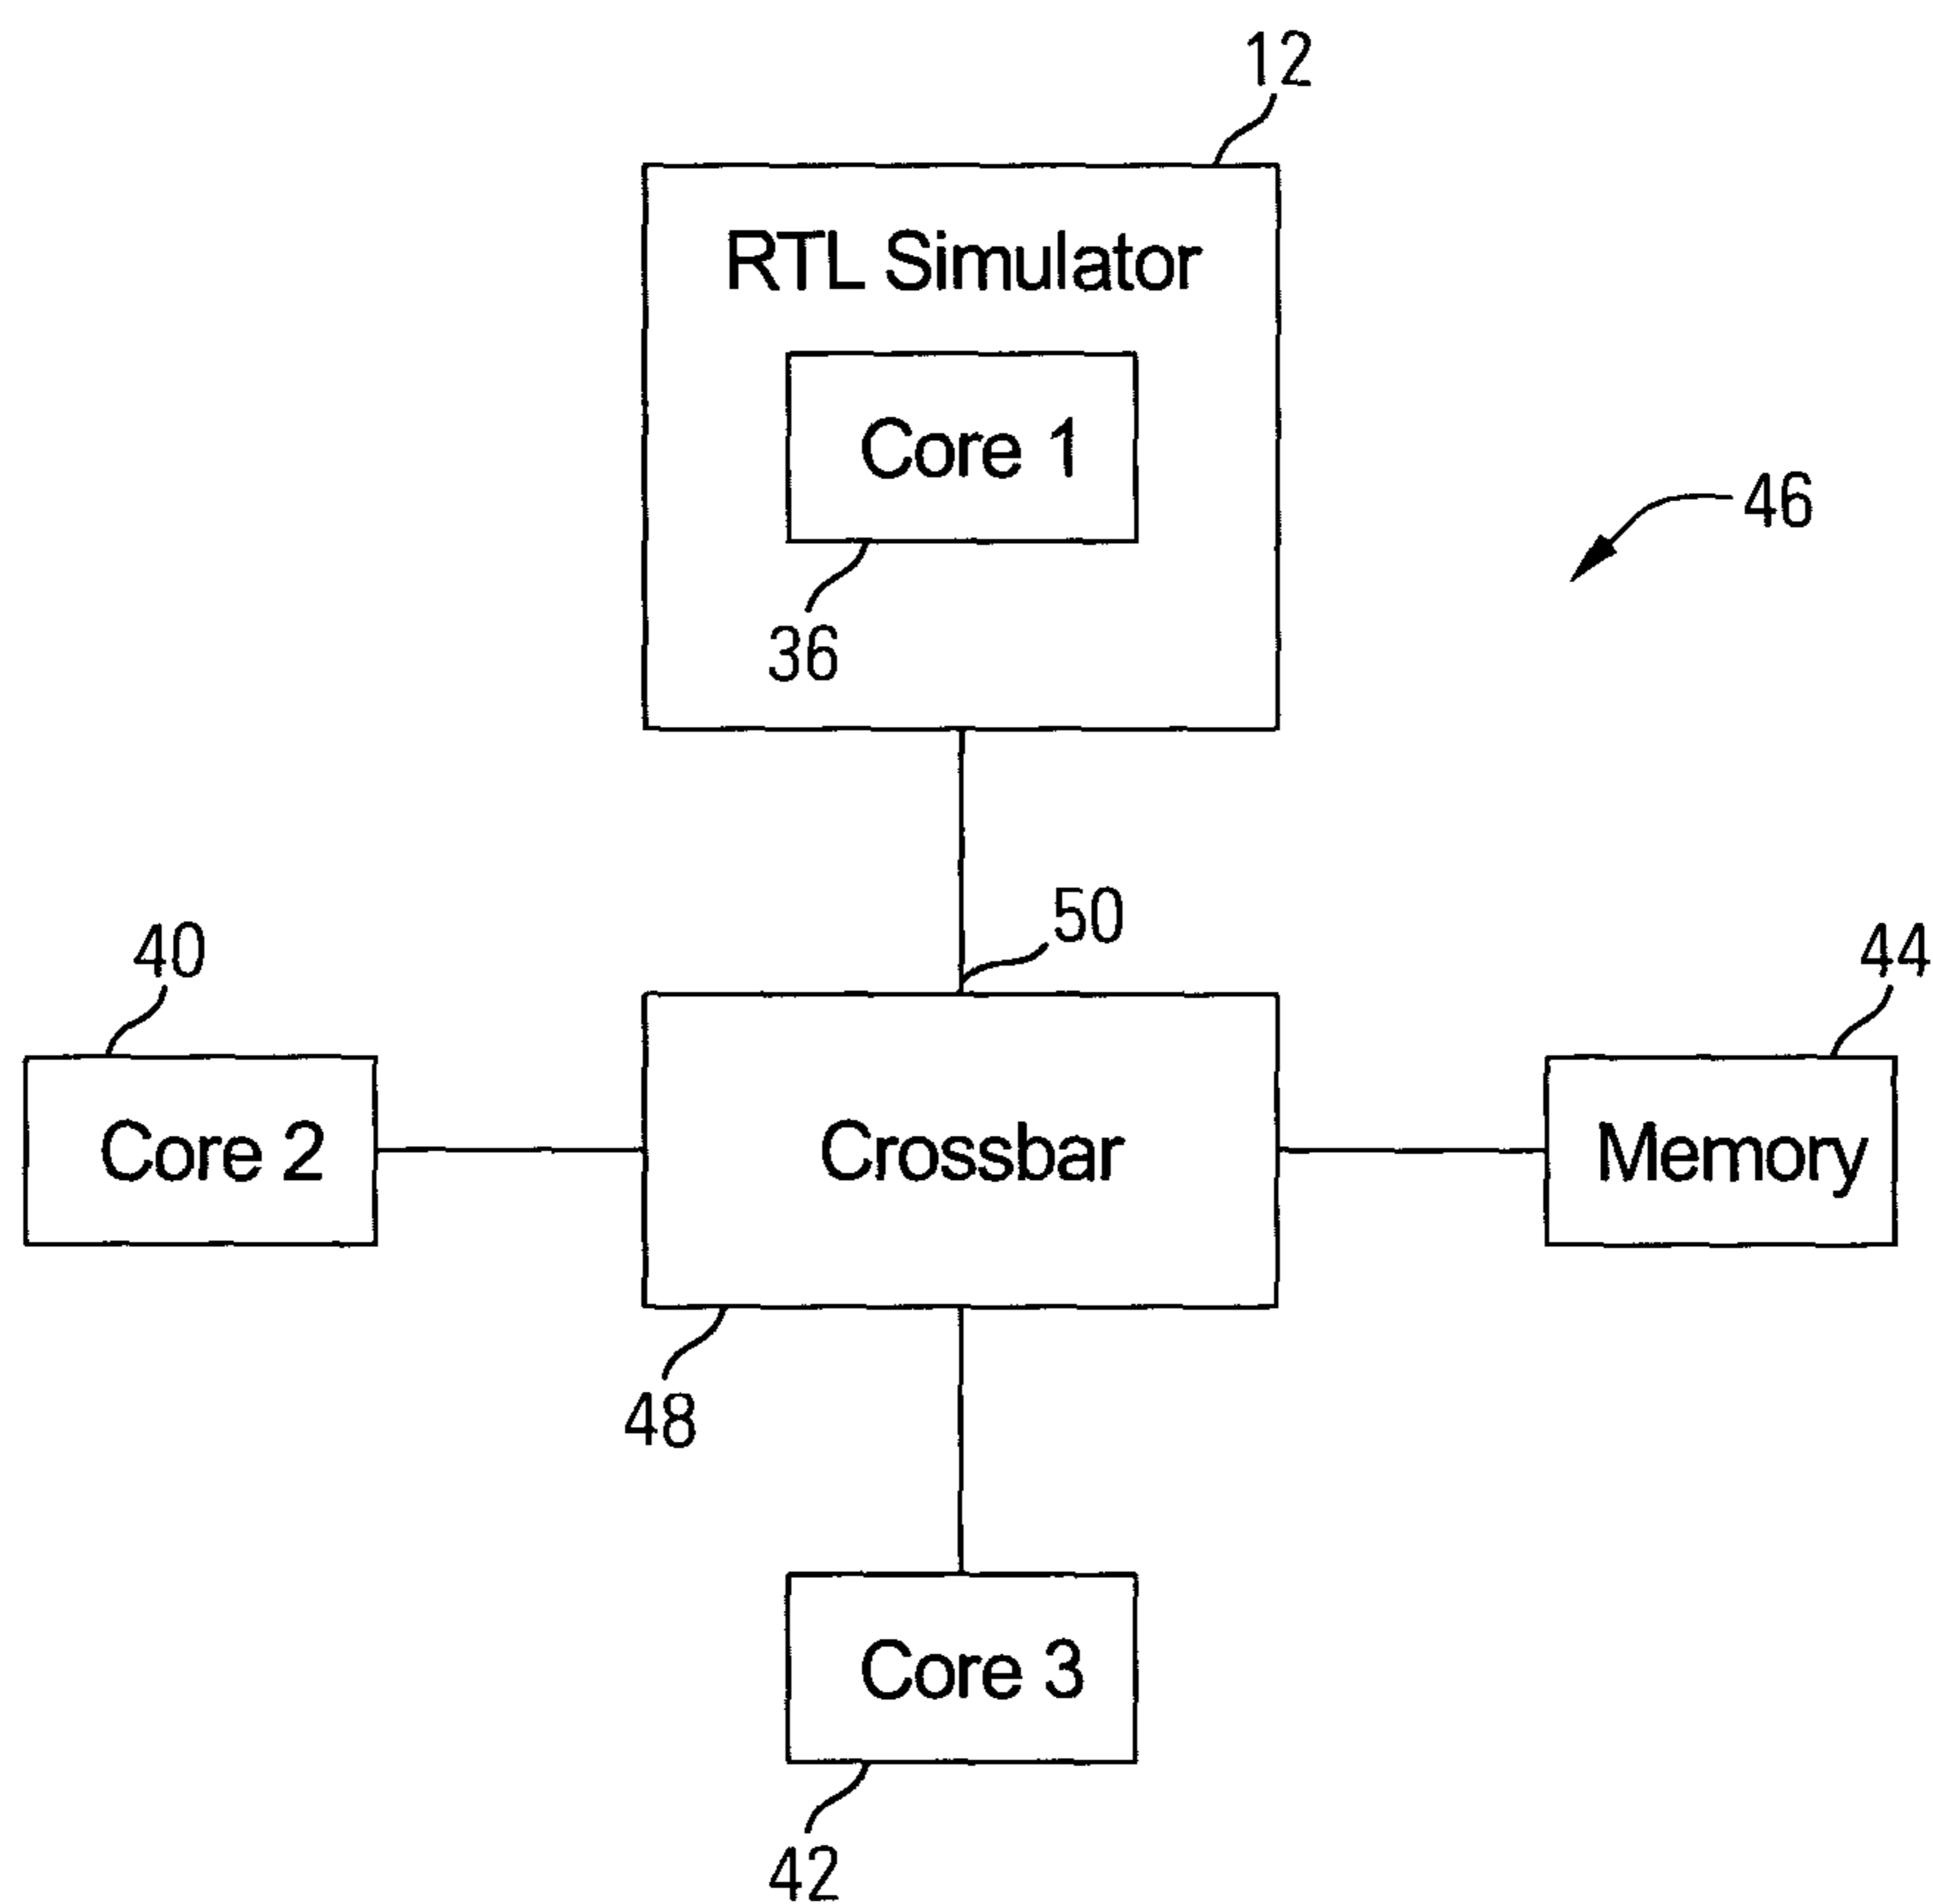 12
RTL Simulator
Core 1
46
36
50
40
44
Core 2
Crossbar
Memory
48
Core 3
42